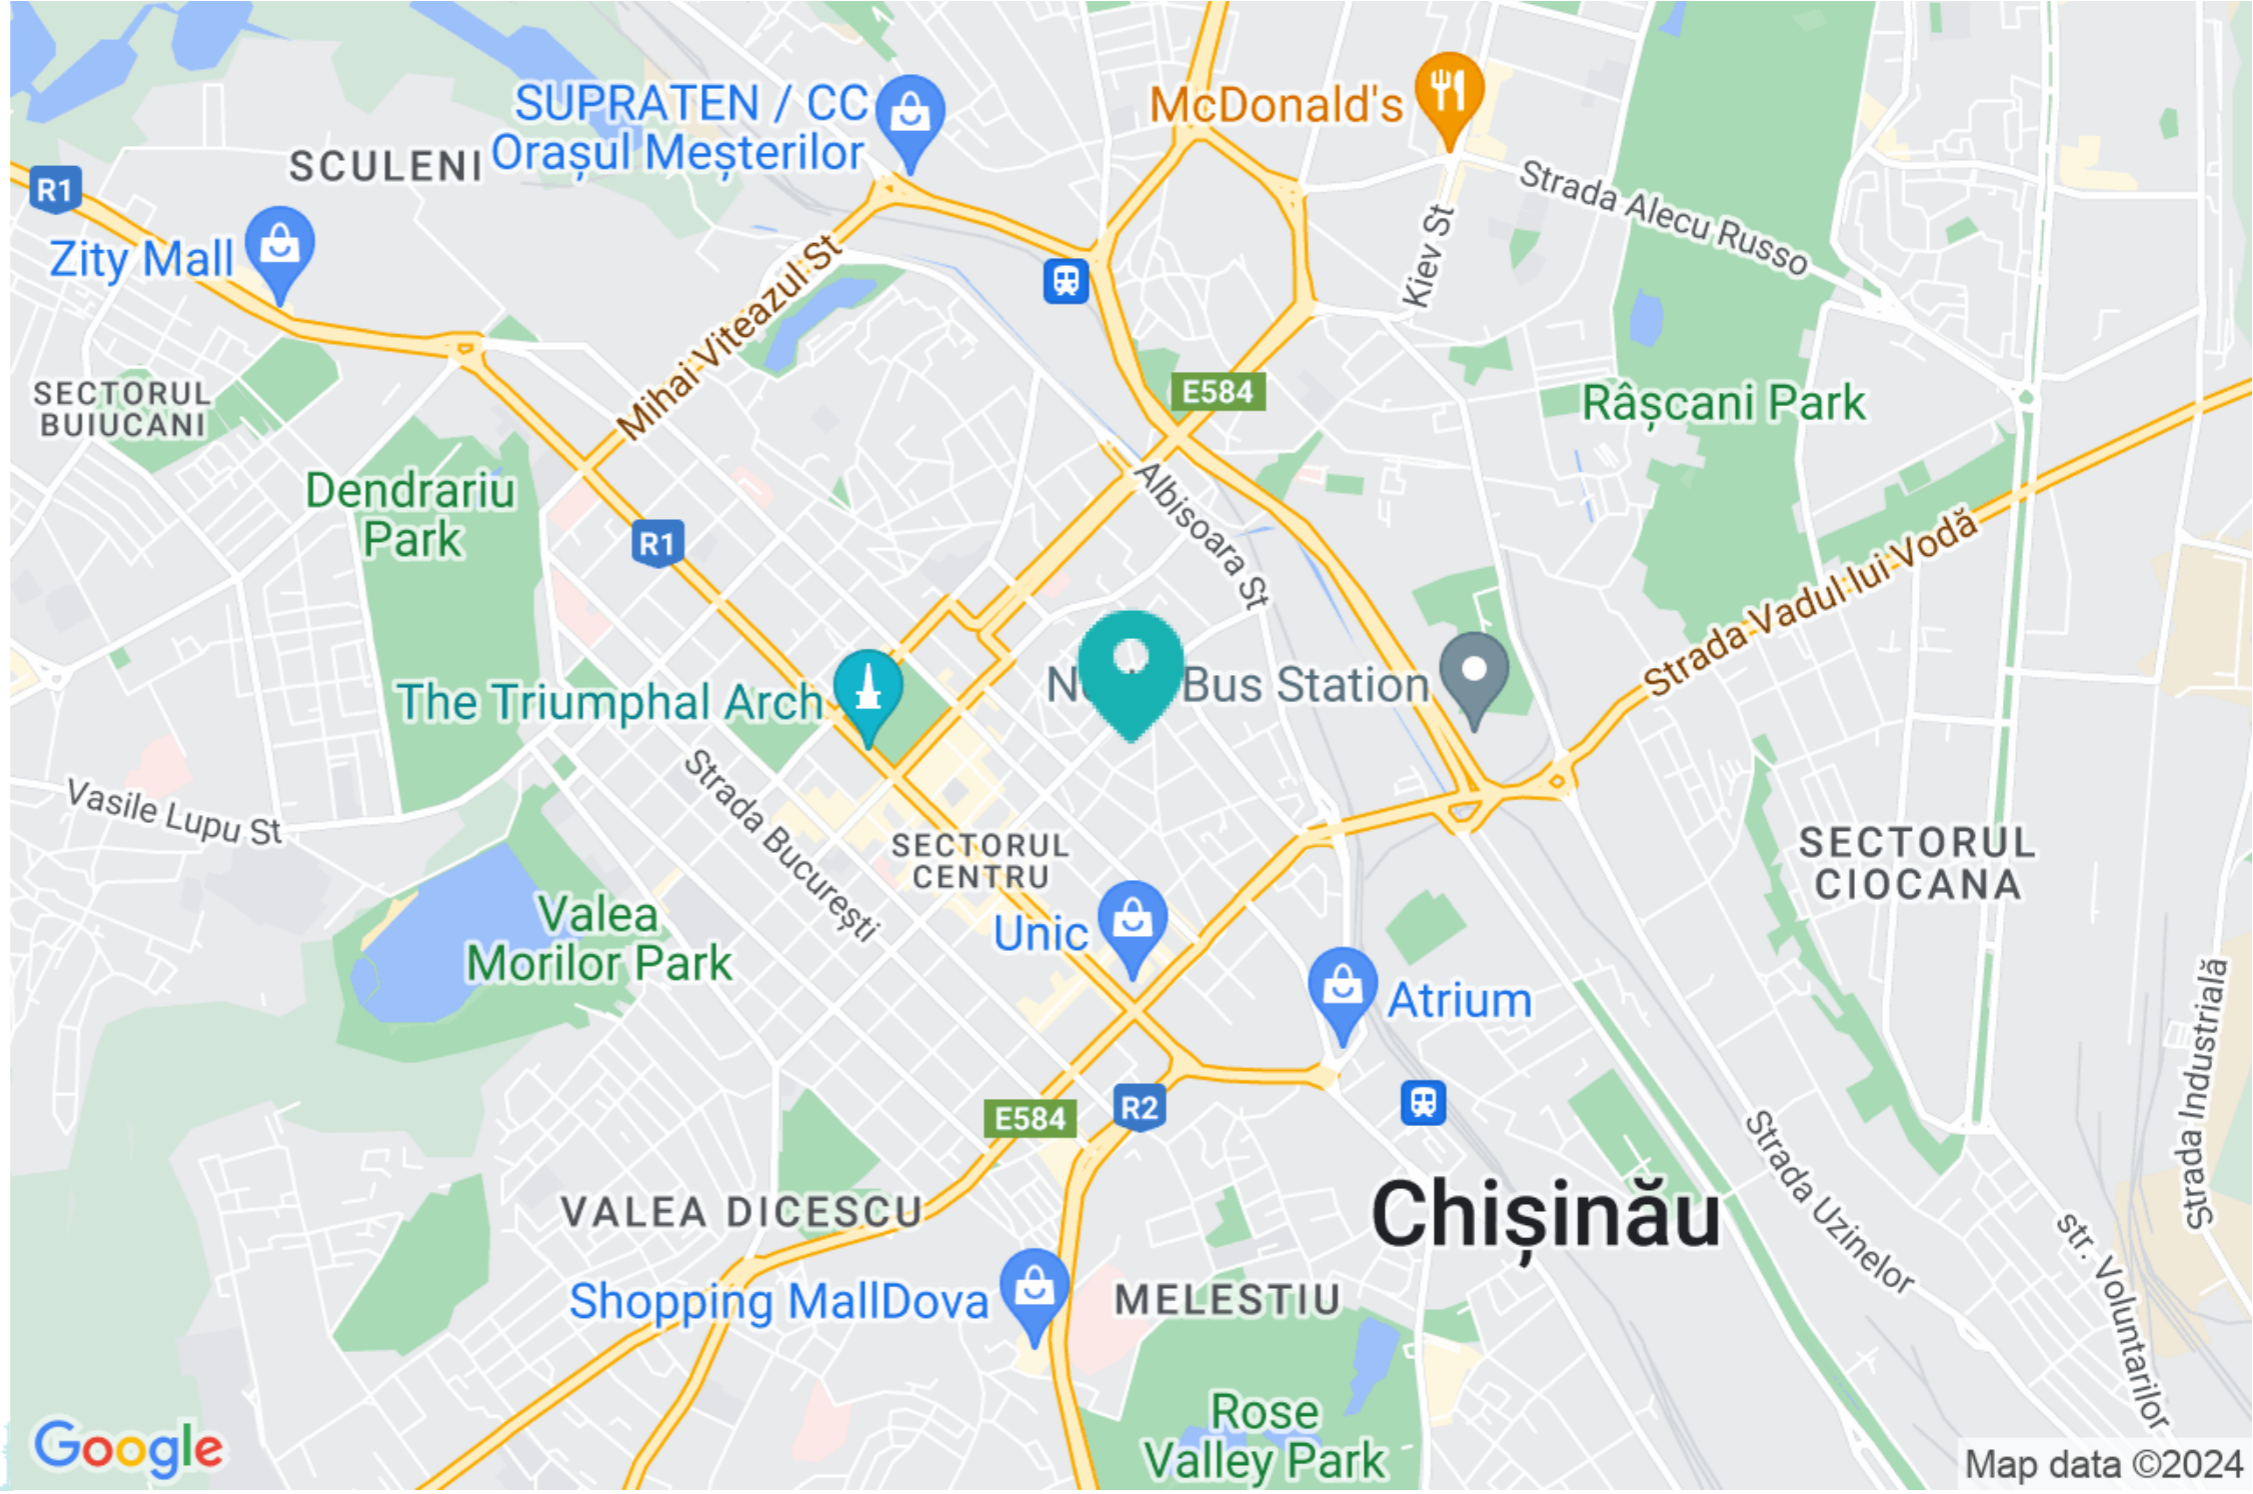 SUPRATEN / CC
Orașul Meșterilor
McDonald's
SCULENI
R1
Zity Mall
Strada Alecu Russo
Kiev St
Mihai Viteazul St
SECTORUL
BUIUCANI
E584
Râșcani Park
Dendrariu
Park
R1
Albisoara St
Strada Vadul lui Vodă
The Triumphal Arch
Bus Station
Strada București
Vasile Lupu St
SECTORUL
CENTRU
SECTORUL
CIOCANA
Valea
Morilor Park
Unic
Atrium
Strada Industrială
E584
R2
Strada Uzinelor
VALEA DICESCU
Chișinău
str. Voluntarilor
Shopping MallDova
MELESTIU
Rose
Valley Park
Google
Map data ©2024